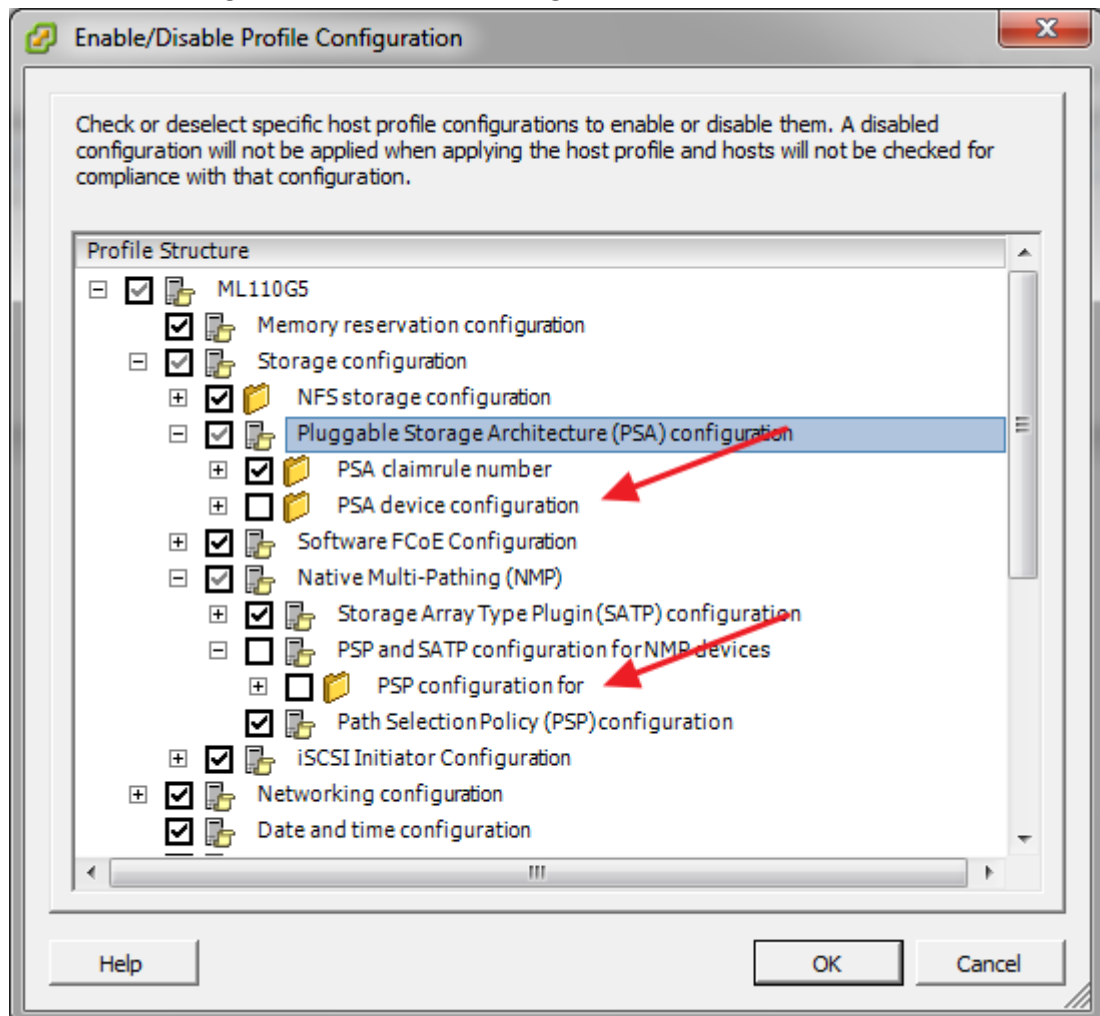 Enable/Disable Profile Configuration
Check or deselect specific host profile configurations to enable or disable them. A disabled
configuration will not be applied when applying the host profile and hosts will not be checked for
compliance with that configuration.
Profile Structure
ML110G5
Memory reservation configuration
Storage configuration
NFS storage configuration
Pluggable Storage Architecture (PSA) configuration
PSA claimrule number
PSA device configuration
Software FCoE Configuration
Native Multi-Pathing (NMP)
Storage Array Type Plugin (SATP) configuration
PSP and SATP configuration for NMP devices
PSP configuration for
Path Selection Policy (PSP) configuration
iSCSI Initiator Configuration
Networking configuration
Date and time configuration
Help
OK
Cancel